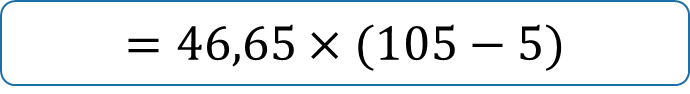 = 46,65 × (105 − 5)